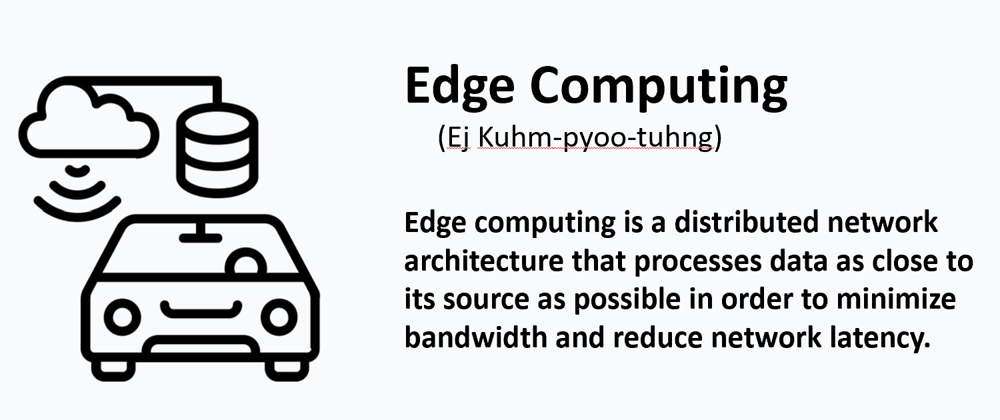 Edge Computing
(Ej Kuhm-pyoo-tuhng)
Edge computing is a distributed network
architecture that processes data as close to
its source as possible in order to minimize
bandwidth and reduce network latency.